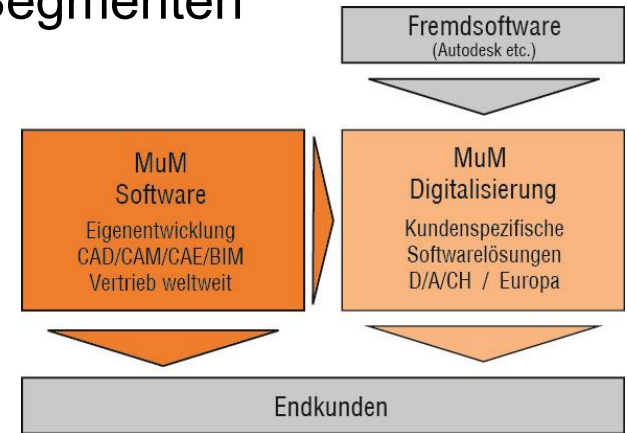 Segmenten
Fremdsoftware
(Autodesk etc.)
MuM
Software
Eigenentwicklung
CAD/CAM/CAE/BIM
Vertrieb weltweit
MuM
Digitalisierung
Kundenspezifische
Softwarelösungen
D/A/CH / Europa
Endkunden